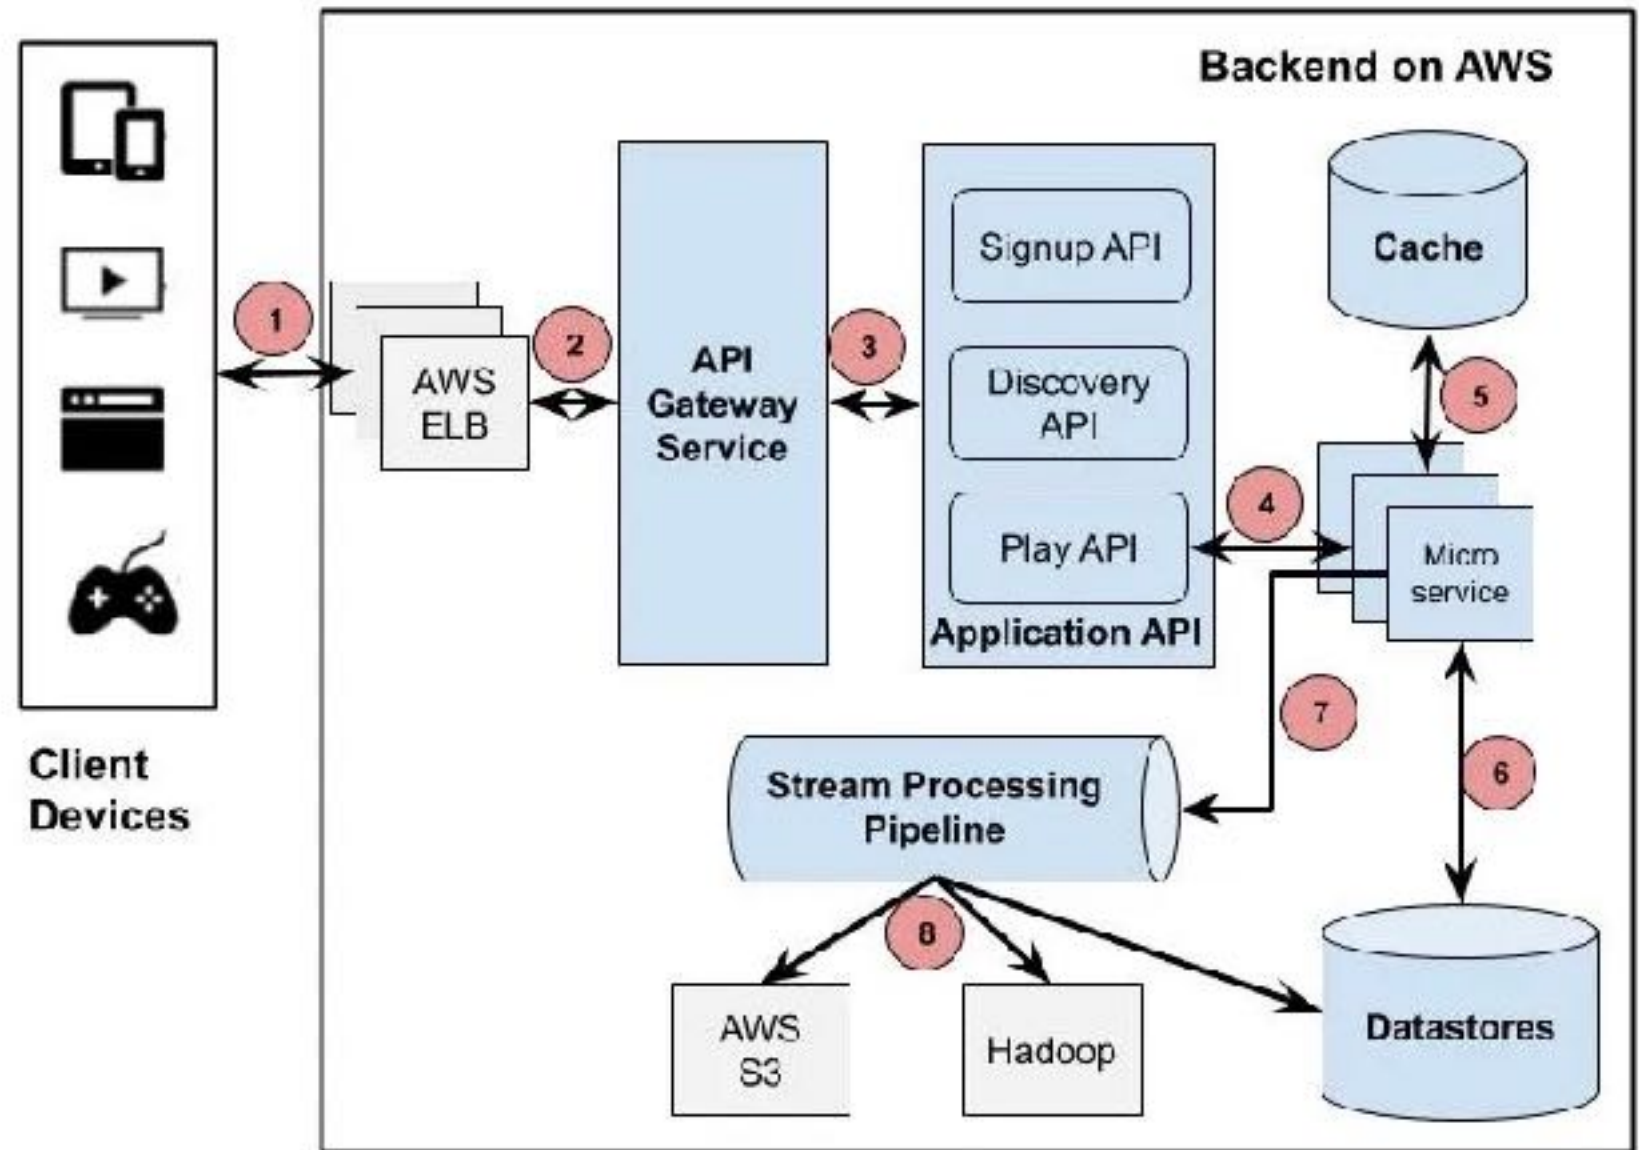 Backend on AWS
Client
Devices
1
AWS
ELB
2
API
Gateway
Service
3
Signup API
Discovery
API
Play API
Application API
4
Cache
5
Micro
service
6
7
Stream Processing
Pipeline
8
AWS
S3
Hadoop
Datastores